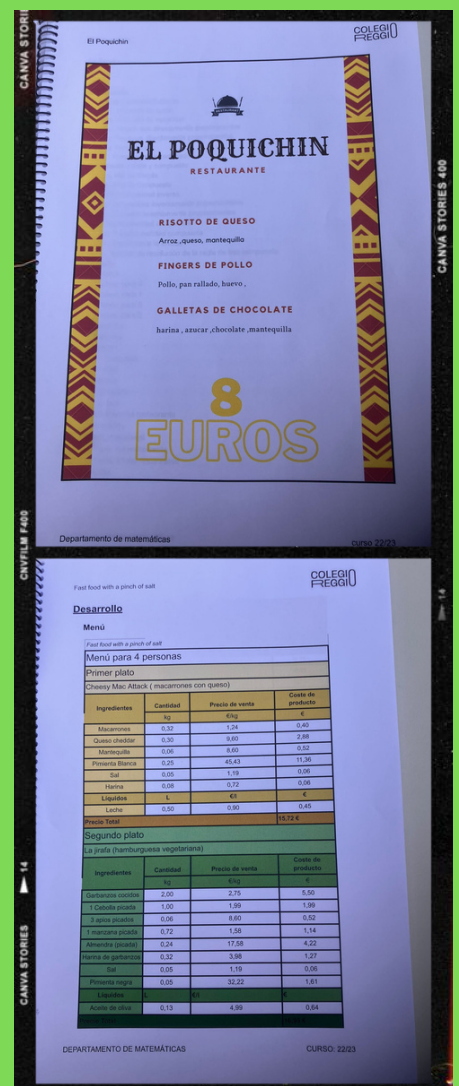 CANVA STORI
El Poquichin
COLEGIO
REGGIO
EL POQUICHIN
RESTAURANTE
RISOTTO DE QUESO
Arroz ,queso, mantequillo
FINGERS DE POLLO
Pollo, pan rallado, huevo ,
GALLETAS DE CHOCOLATE
harina , azucar ,chocolate ,mantequilla
8
EUROS
Departamento de matemáticas
curso 22/23
CANVA STORIES 400
CNVFILM F400
14
Fast food with a pinch of salt
COLEGIO
REGGIO
Desarrollo
Menú
Fast food with a pinch of salt
Menú para 4 personas
Primer plato
Cheesy Mac Attack ( macarrones con queso)
Ingredientes Cantidad Precio de venta Coste de producto
kg €/kg €
Macarrones 0,32 1,24 0,40
Queso cheddar 0,30 9,60 2,88
Mantequilla 0,06 8,60 0,52
Pimienta Blanca 0,25 45,43 11,36
Sal 0,05 1,19 0,06
Harina 0,08 0,72 0,06
Líquidos L €/l €
Leche 0,50 0,90 0,45
Precio Total 15,72 €
Segundo plato
La jirafa (hamburguesa vegetariana)
Ingredientes Cantidad Precio de venta Coste de producto
kg €/kg €
Garbanzos cocidos 2,00 2,75 5,50
1 Cebolla picada 1,00 1,99 1,99
3 apios picados 0,06 8,60 0,52
1 manzana picada 0,72 1,58 1,14
Almendra (picada) 0,24 17,58 4,22
Harina de garbanzos 0,32 3,98 1,27
Sal 0,05 1,19 0,06
Pimienta negra 0,05 32,22 1,61
Líquidos L €/l €
Aceite de oliva 0,13 4,99 0,64
DEPARTAMENTO DE MATEMÁTICAS
CURSO: 22/23
14
CANVA STORIES